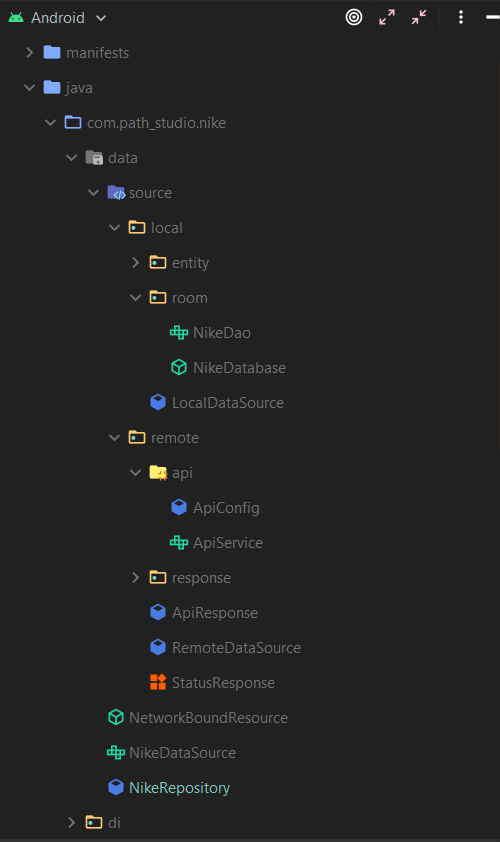 Android
manifests
java
com.path_studio.nike
data
source
local
entity
room
NikeDao
NikeDatabase
LocalDataSource
remote
api
ApiConfig
ApiService
response
ApiResponse
RemoteDataSource
StatusResponse
NetworkBoundResource
NikeDataSource
NikeRepository
di